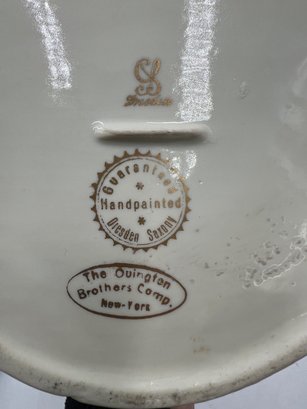 Dresden
Guaranteed
Handpainted
Dresden Saxony
The Ovington
Brothers Comp.
New-York